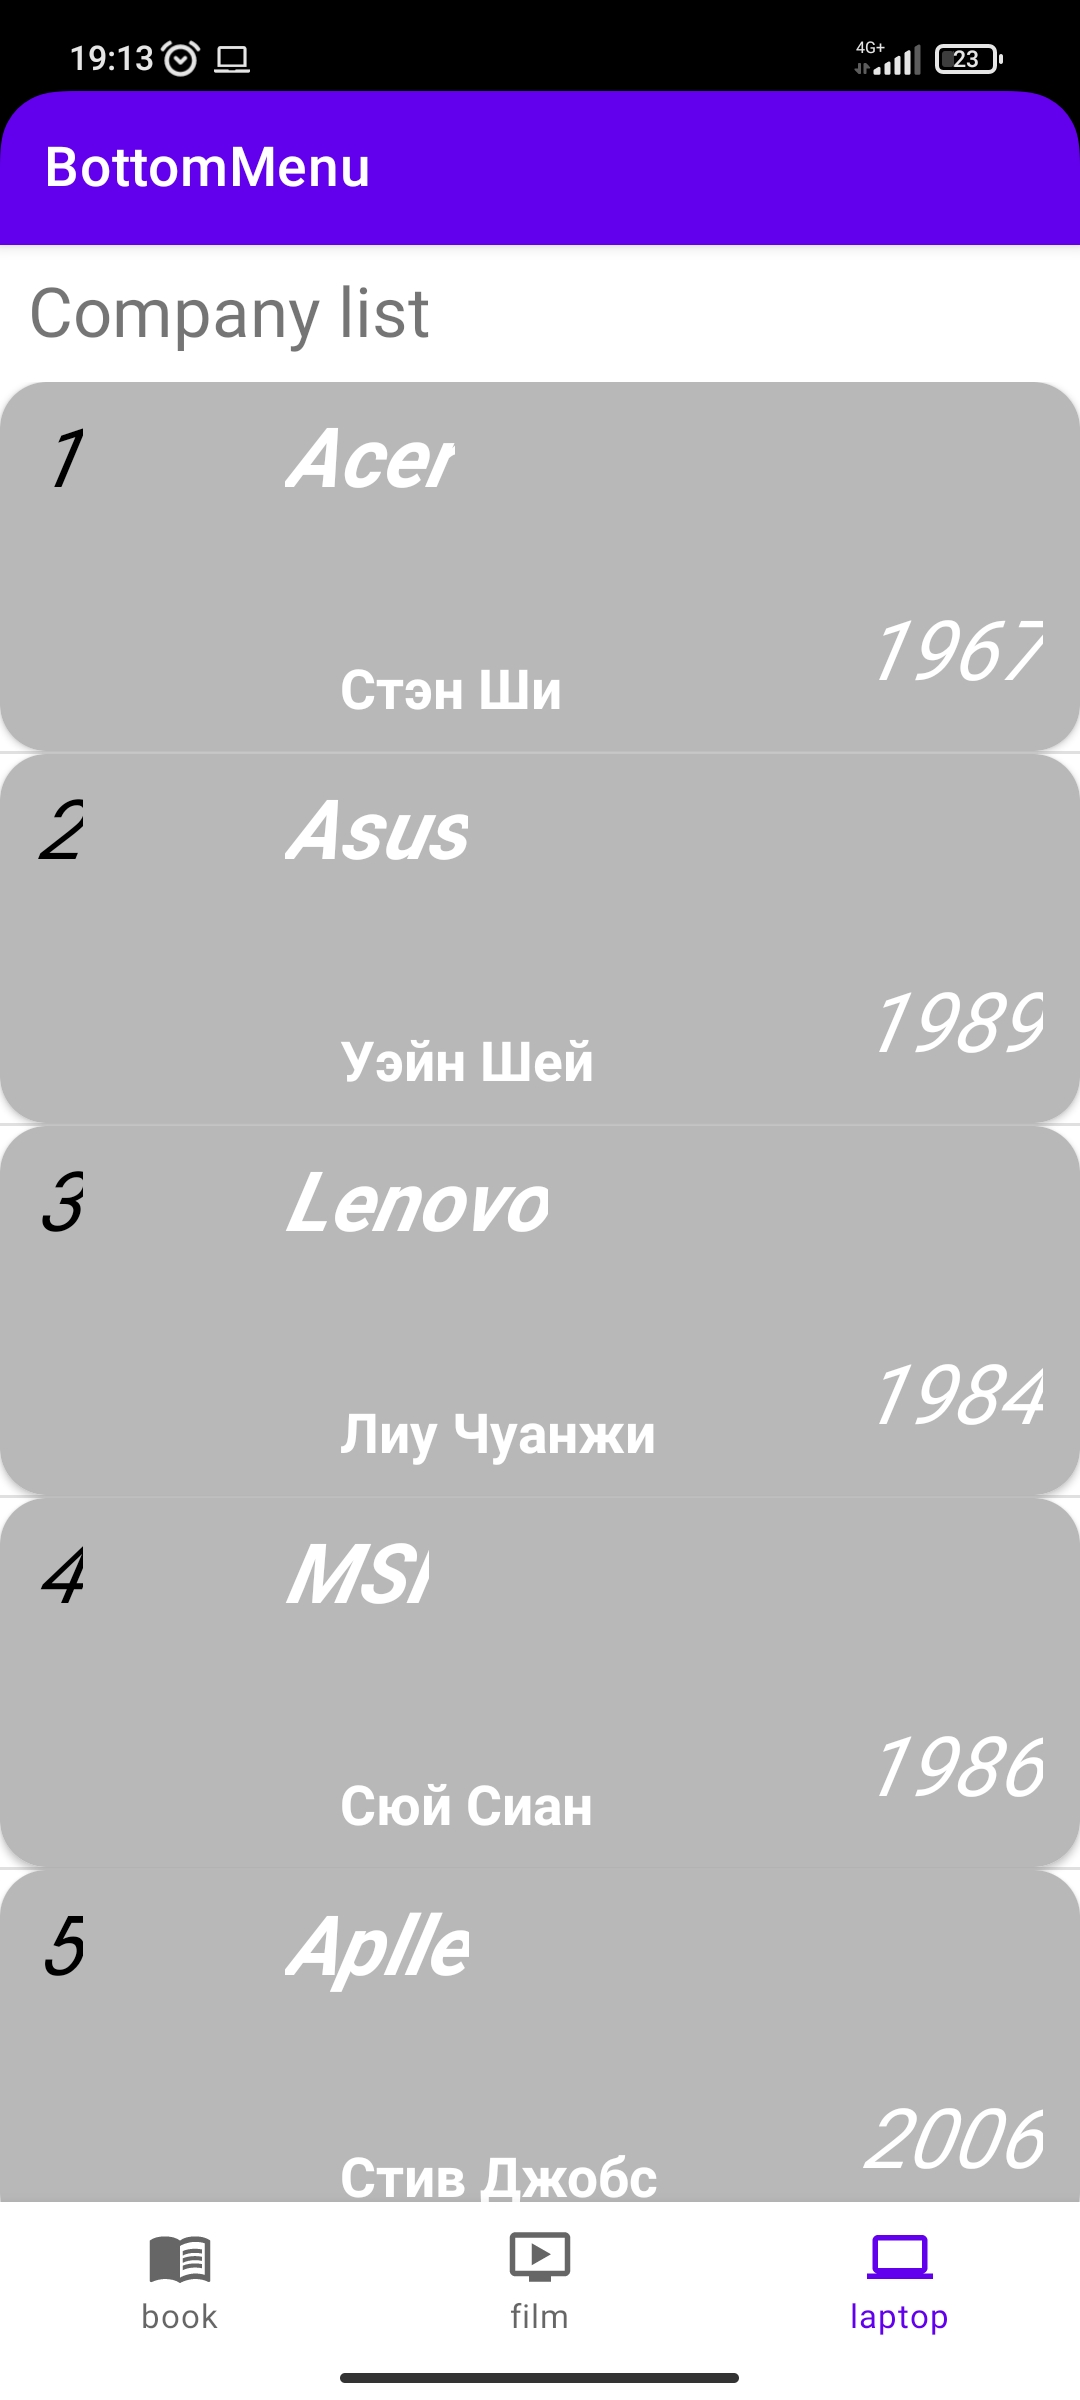 19:13 4G+ 23
BottomMenu
Company list
1 Acer
1967
Стэн Ши
2 Asus
1989
Уэйн Шей
3 Lenovo
1984
Лиу Чуанжи
4 MSI
1986
Сюй Сиан
5 Aplle
2006
Стив Джобс
book film laptop